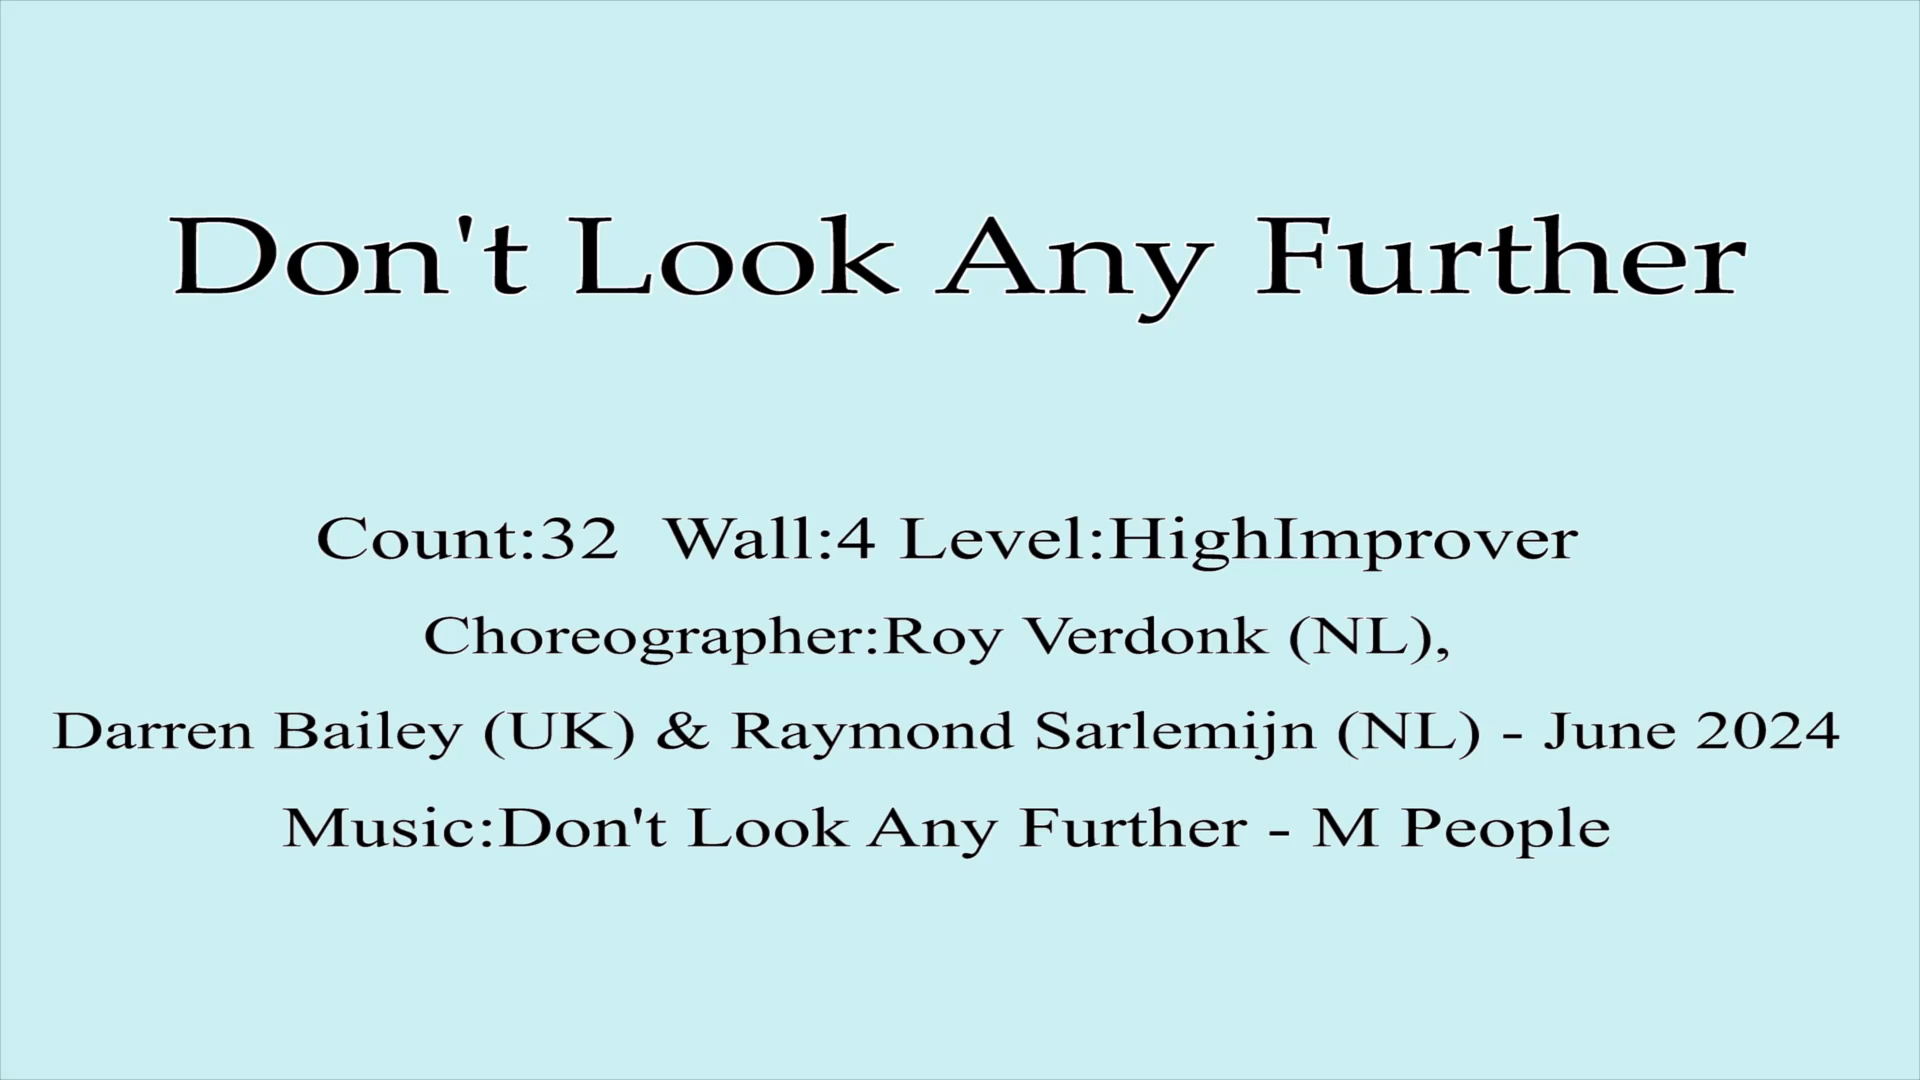 Don't Look Any Further
Count:32  Wall:4 Level:HighImprover
Choreographer:Roy Verdonk (NL),
Darren Bailey (UK) & Raymond Sarlemijn (NL) - June 2024
Music:Don't Look Any Further - M People